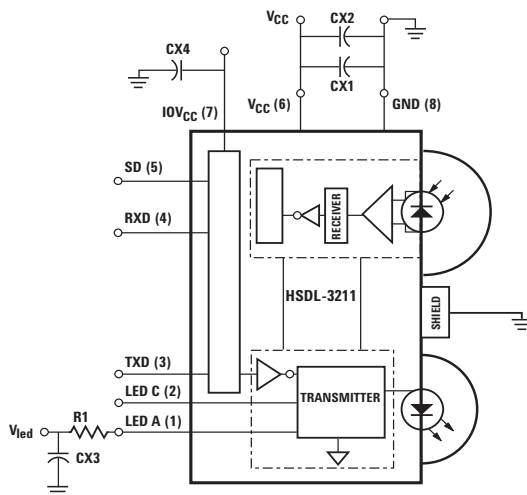 VCC
CX2
CX4
CX1
IOVCC (7)
VCC (6)
GND (8)
SD (5)
RXD (4)
RECEIVER
HSDL-3211
SHIELD
TXD (3)
LED C (2)
TRANSMITTER
Vled
R1
LED A (1)
CX3